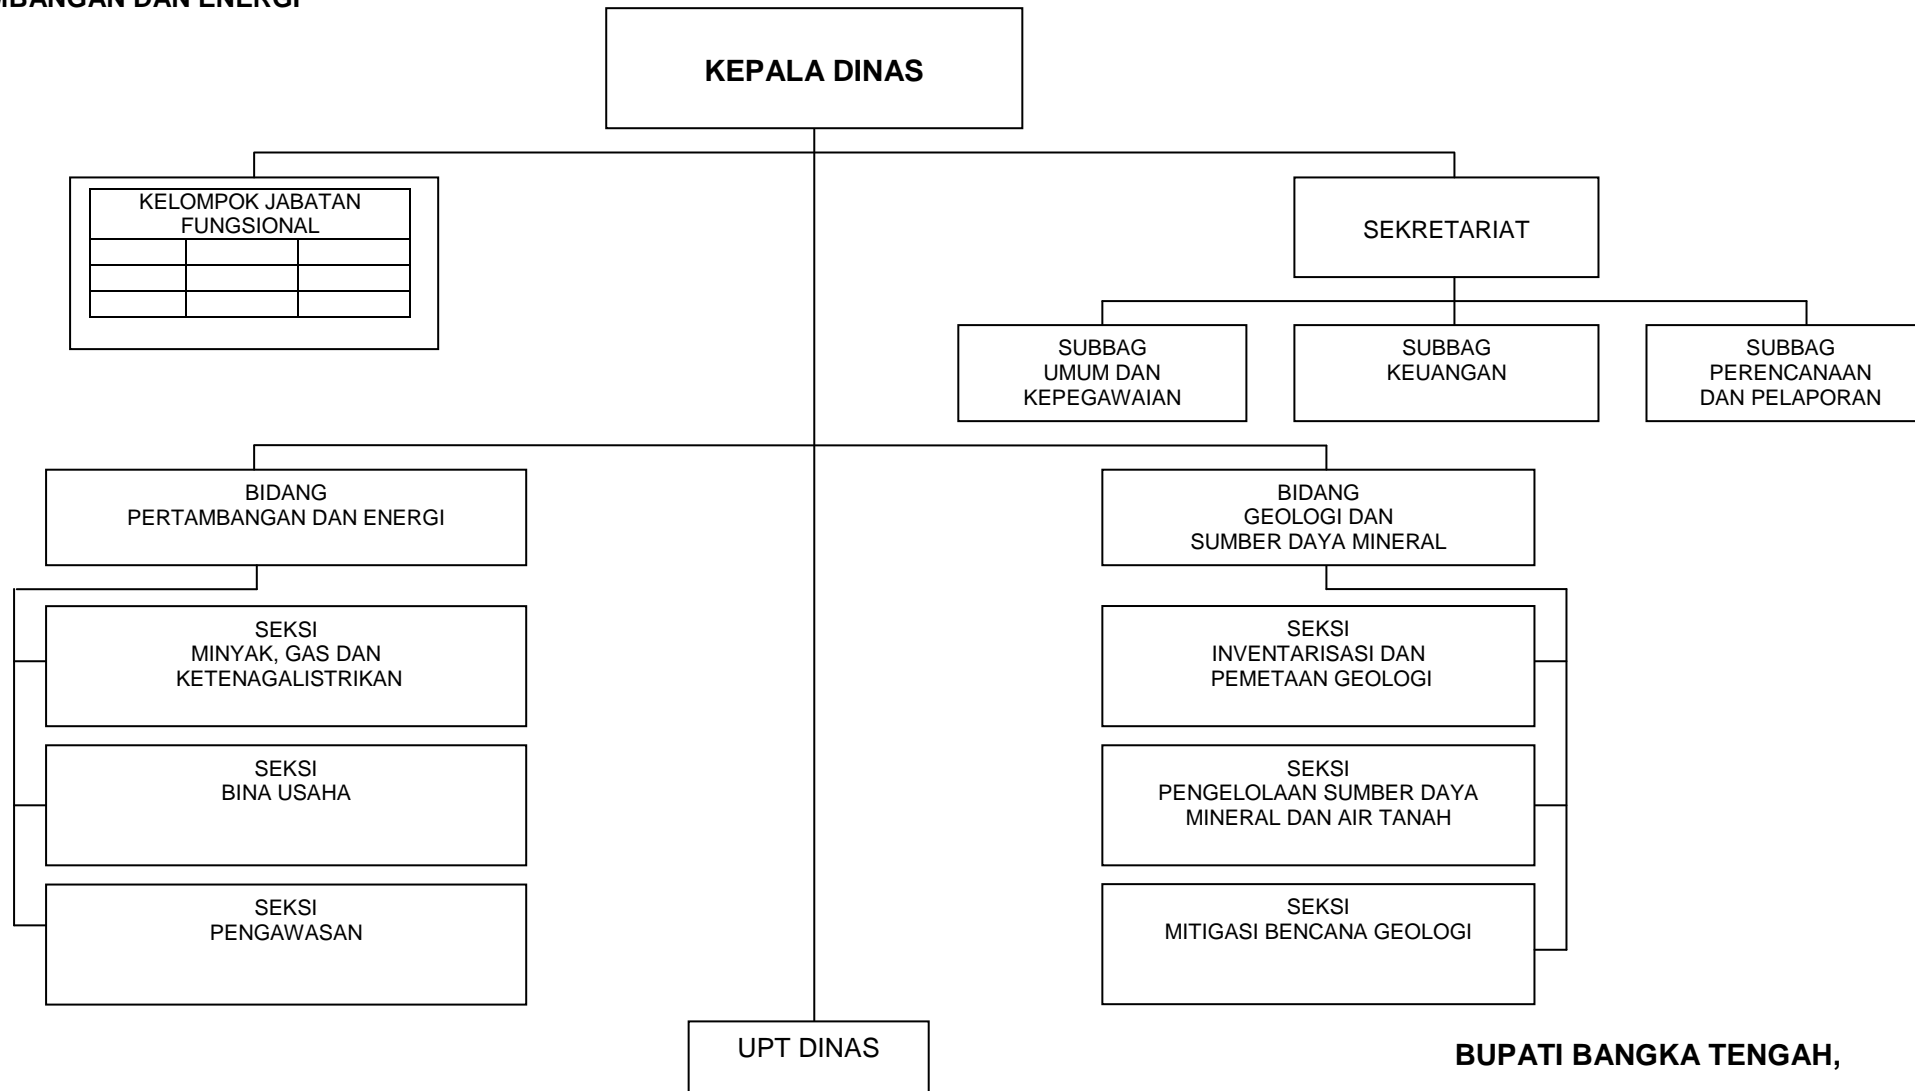 DAN ENERGI
KEPALA DINAS
KELOMPOK JABATAN
FUNGSIONAL
SEKRETARIAT
SUBBAG
UMUM DAN
KEPEGAWAIAN
SUBBAG
KEUANGAN
SUBBAG
PERENCANAAN
DAN PELAPORAN
BIDANG
PERTAMBANGAN DAN ENERGI
BIDANG
GEOLOGI DAN
SUMBER DAYA MINERAL
SEKSI
MINYAK, GAS DAN
KETENAGALISTRIKAN
SEKSI
BINA USAHA
SEKSI
PENGAWASAN
SEKSI
INVENTARISASI DAN
PEMETAAN GEOLOGI
SEKSI
PENGELOLAAN SUMBER DAYA
MINERAL DAN AIR TANAH
SEKSI
MITIGASI BENCANA GEOLOGI
UPT DINAS
BUPATI BANGKA TENGAH,